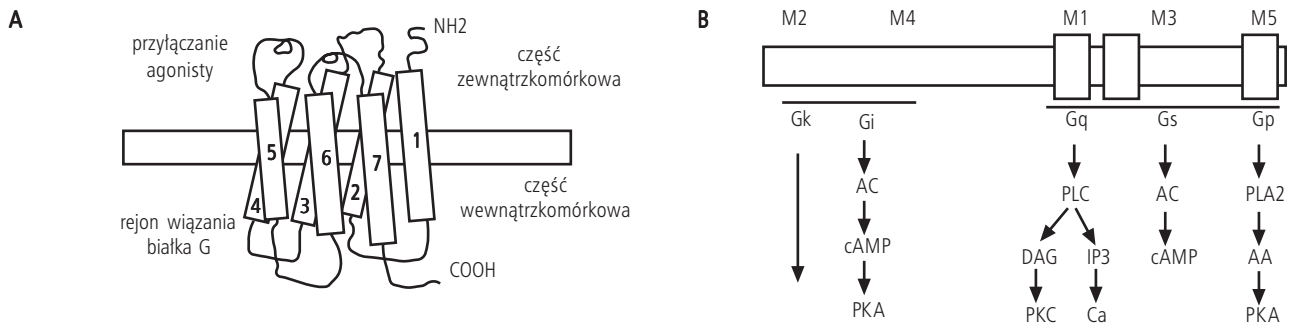 A
przyłączanie
agonisty
NH2
część
zewnątrzkomórkowa
5
6
7
1
4
3
2
część
wewnątrzkomórkowa
rejon wiązania
białka G
COOH
B
M2 M4 M1 M3 M5
Gk Gi Gq Gs Gp
AC PLC AC PLA2
cAMP DAG IP3 cAMP AA
PKA PKC Ca PKA